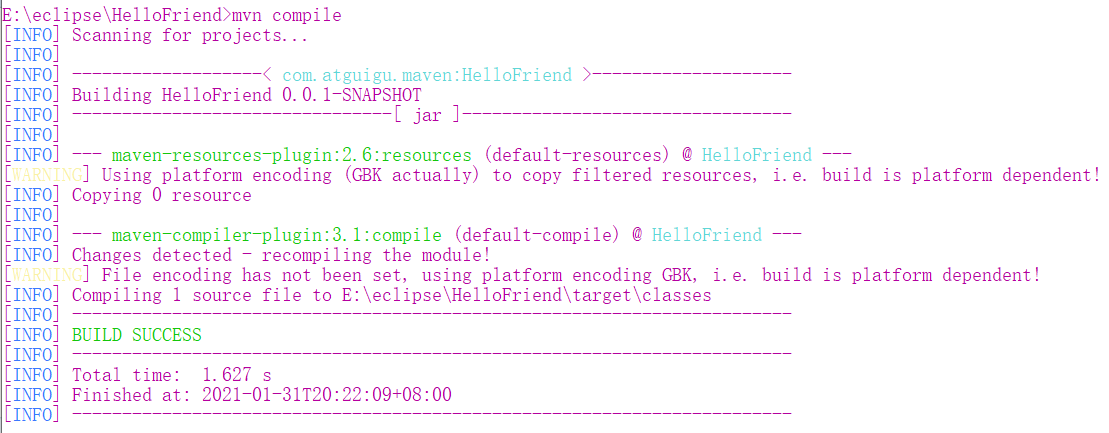 E:\eclipse\HelloFriend>mvn compile
[INFO] Scanning for projects...
[INFO]
[INFO] -------------------< com.atguigu.maven:HelloFriend >--------------------
[INFO] Building HelloFriend 0.0.1-SNAPSHOT
[INFO] --------------------------------[ jar ]---------------------------------
[INFO]
[INFO] --- maven-resources-plugin:2.6:resources (default-resources) @ HelloFriend ---
[WARNING] Using platform encoding (GBK actually) to copy filtered resources, i.e. build is platform dependent!
[INFO] Copying 0 resource
[INFO]
[INFO] --- maven-compiler-plugin:3.1:compile (default-compile) @ HelloFriend ---
[INFO] Changes detected - recompiling the module!
[WARNING] File encoding has not been set, using platform encoding GBK, i.e. build is platform dependent!
[INFO] Compiling 1 source file to E:\eclipse\HelloFriend\target\classes
[INFO] ------------------------------------------------------------------------
[INFO] BUILD SUCCESS
[INFO] ------------------------------------------------------------------------
[INFO] Total time:  1.627 s
[INFO] Finished at: 2021-01-31T20:22:09+08:00
[INFO] ------------------------------------------------------------------------